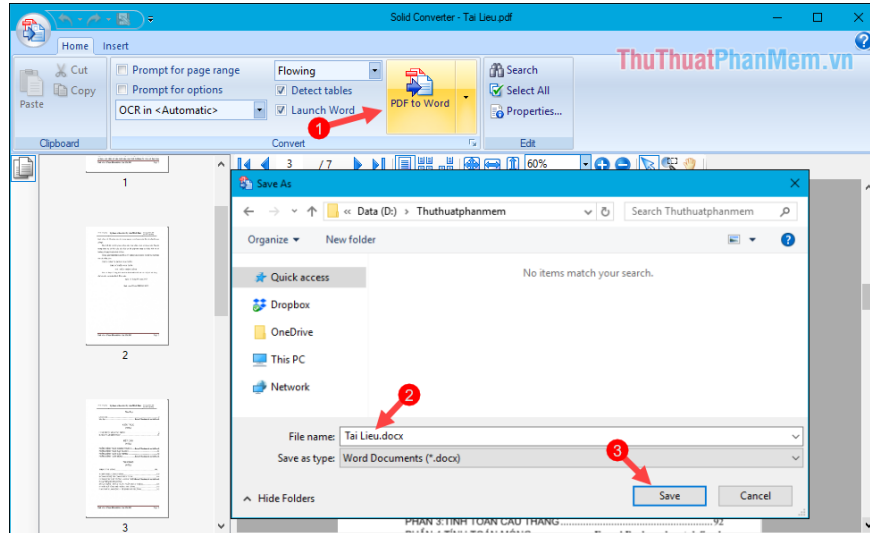 Solid Converter - Tai Lieu.pdf
Home Insert
ThuThuatPhanMem.vn
Paste
Cut
Copy
Clipboard
Prompt for page range
Prompt for options
OCR in <Automatic>
Flowing
Detect tables
Launch Word
Convert
PDF to Word
1
Search
Select All
Properties...
Edit
3 / 7
60%
1
2
3
Save As
« Data (D:) › Thuthuatphanmem
Search Thuthuatphanmem
Organize New folder
Quick access
Dropbox
OneDrive
This PC
Network
No items match your search.
2
File name: Tai Lieu.docx
Save as type: Word Documents (*.docx)
3
Hide Folders
Save Cancel
PHẦN 3:TÍNH TOÁN CẦU THANG 92